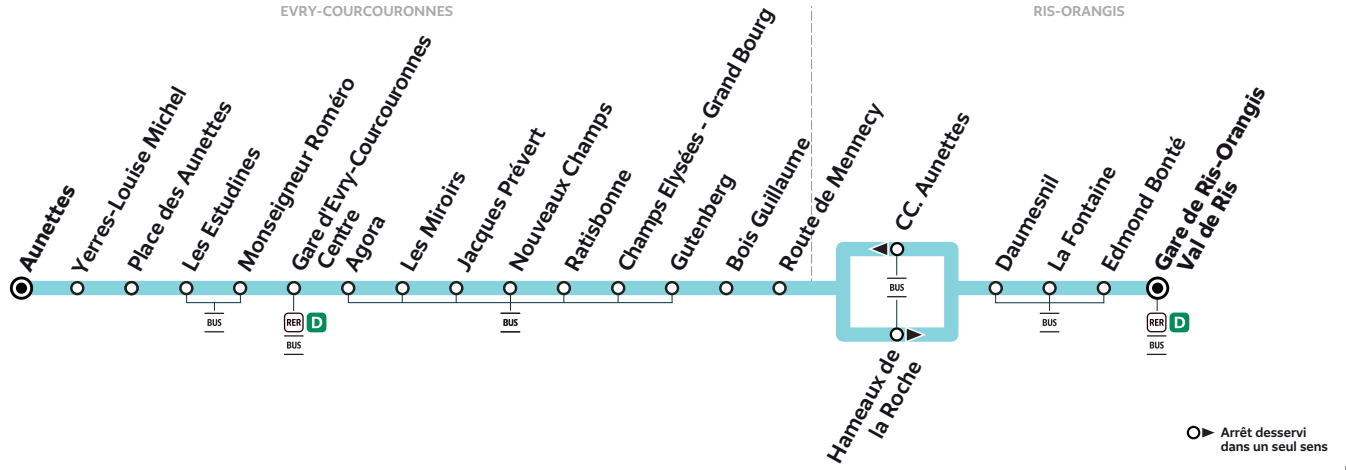 EVRY-COURCOURONNES
RIS-ORANGIS
Aunettes
Yerres-Louise Michel
Place des Aunettes
Les Estudines
Monseigneur Roméro
Gare d'Evry-Courcouronnes
Centre
Agora
Les Miroirs
Jacques Prévert
Nouveaux Champs
Ratisbonne
Champs Elysées - Grand Bourg
Gutenberg
Bois Guillaume
Route de Mennecy
CC. Aunettes
Hameaux de
la Roche
Daumesnil
La Fontaine
Edmond Bonté
Gare de Ris-Orangis
Val de Ris
BUS
RER D
BUS
BUS
BUS
BUS
RER D
BUS
Arrêt desservi
dans un seul sens